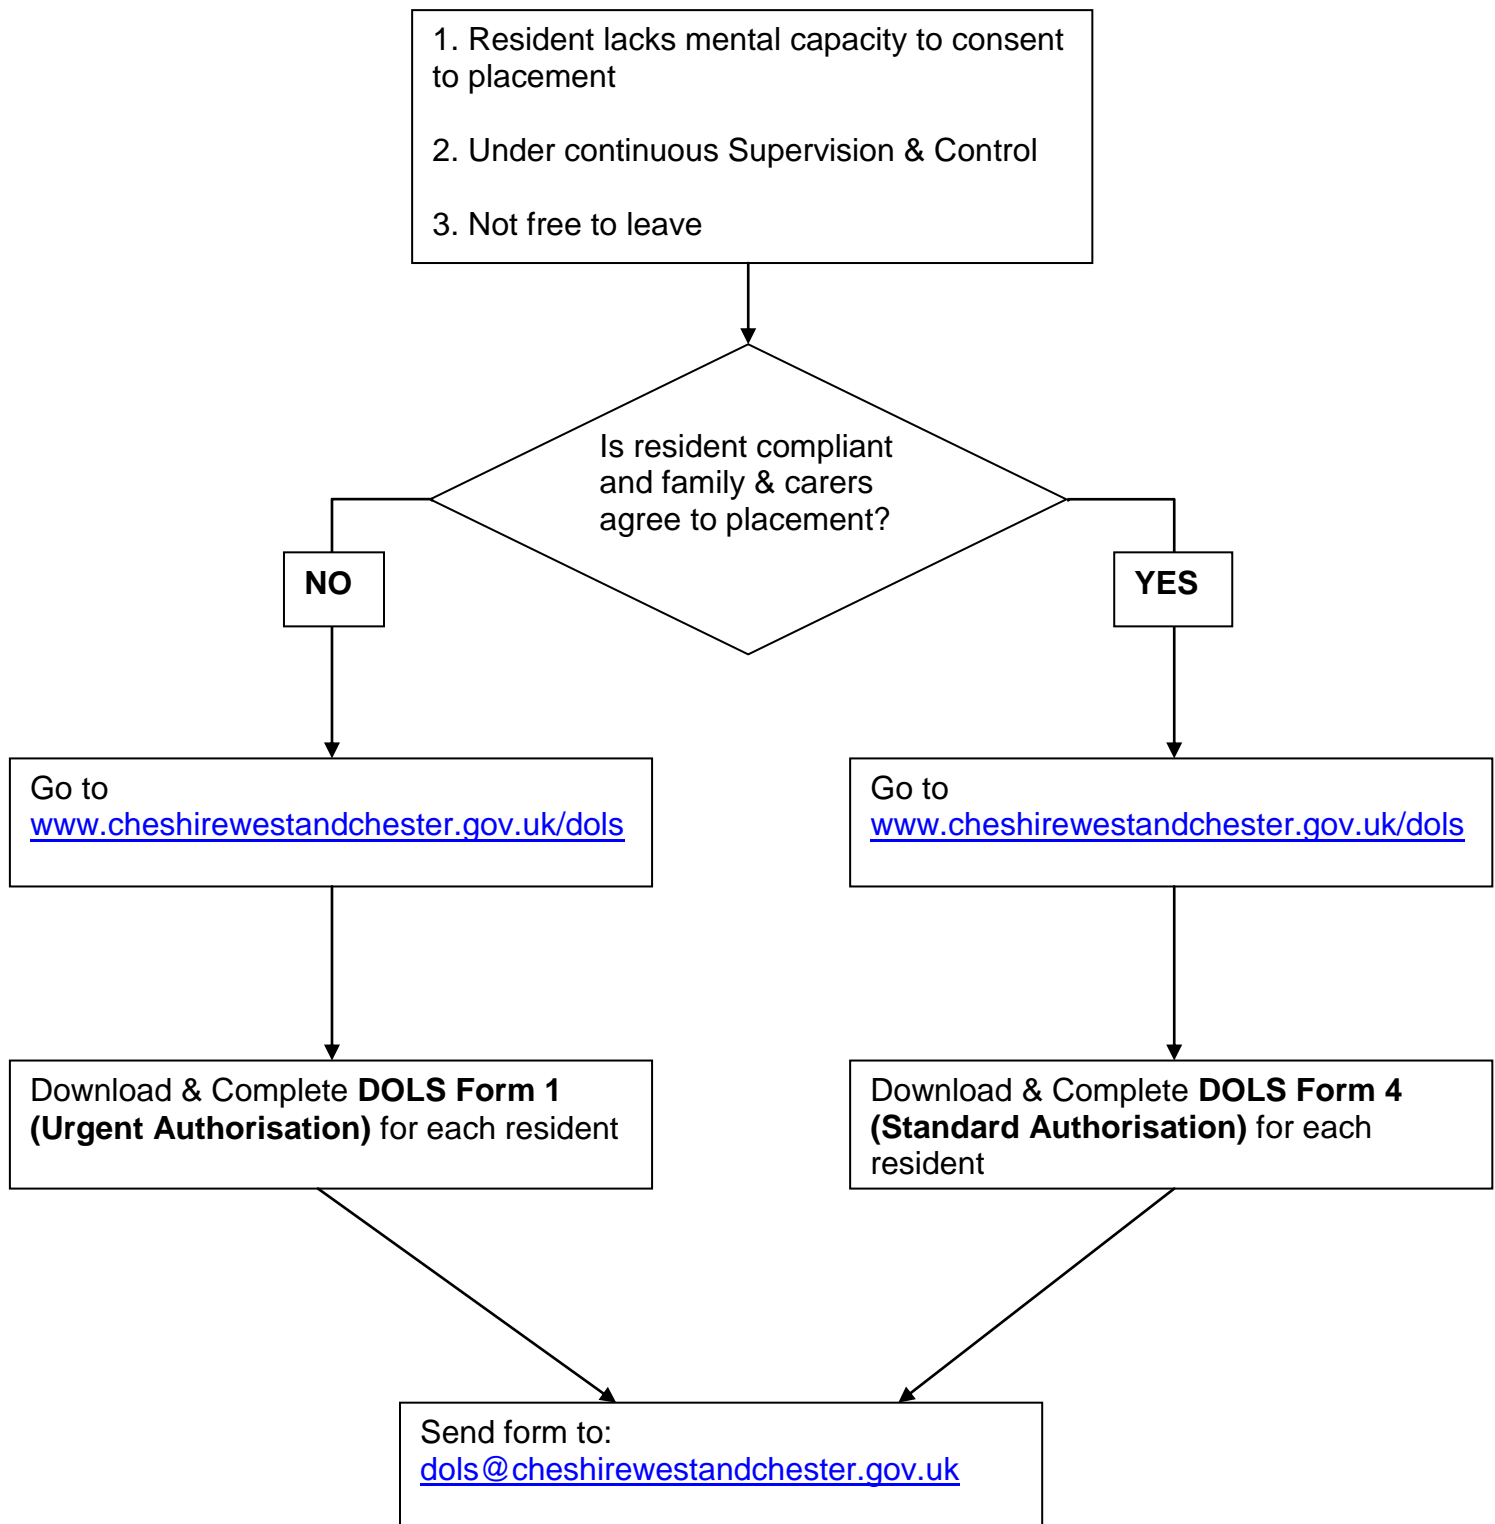 1. Resident lacks mental capacity to consent
to placement
2. Under continuous Supervision & Control
3. Not free to leave
Is resident compliant
and family & carers
agree to placement?
NO
YES
Go to
www.cheshirewestandchester.gov.uk/dols
Go to
www.cheshirewestandchester.gov.uk/dols
Download & Complete DOLS Form 1
(Urgent Authorisation) for each resident
Download & Complete DOLS Form 4
(Standard Authorisation) for each
resident
Send form to:
dols@cheshirewestandchester.gov.uk